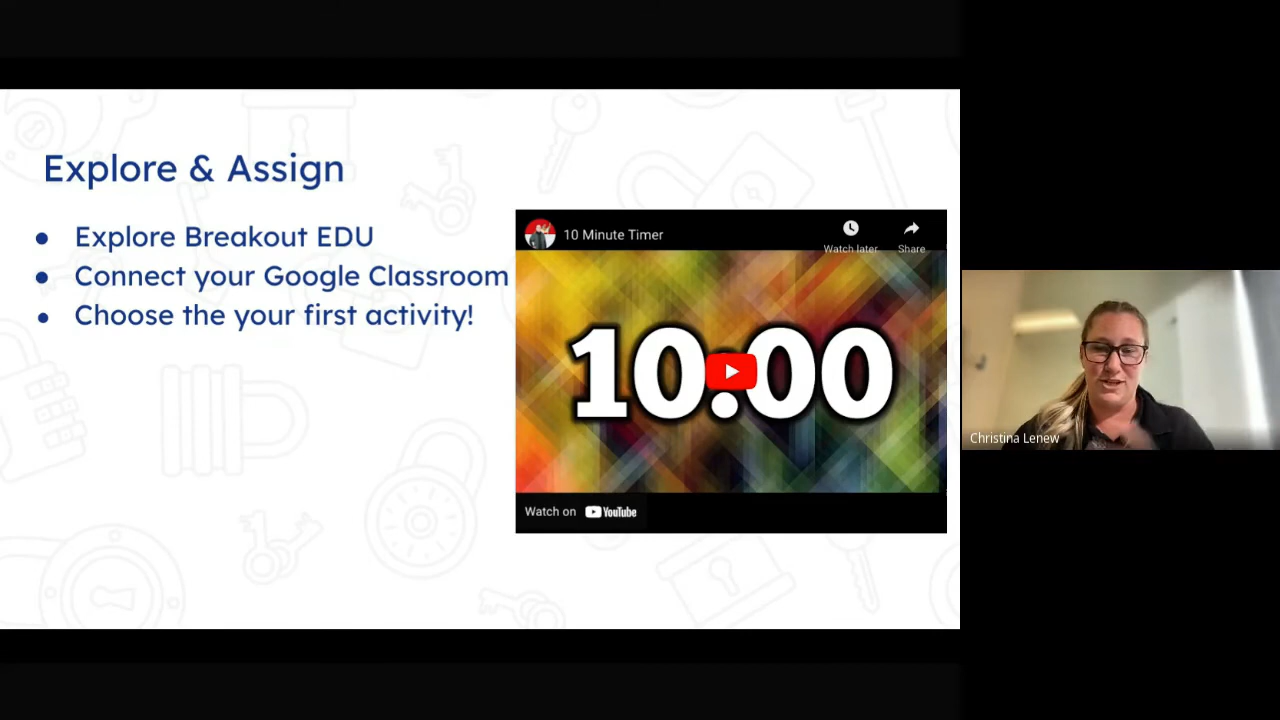 Explore & Assign
Explore Breakout EDU
Connect your Google Classroom
Choose the your first activity!
10 Minute Timer
Watch later
Share
10:00
Watch on YouTube
Christina Lenew